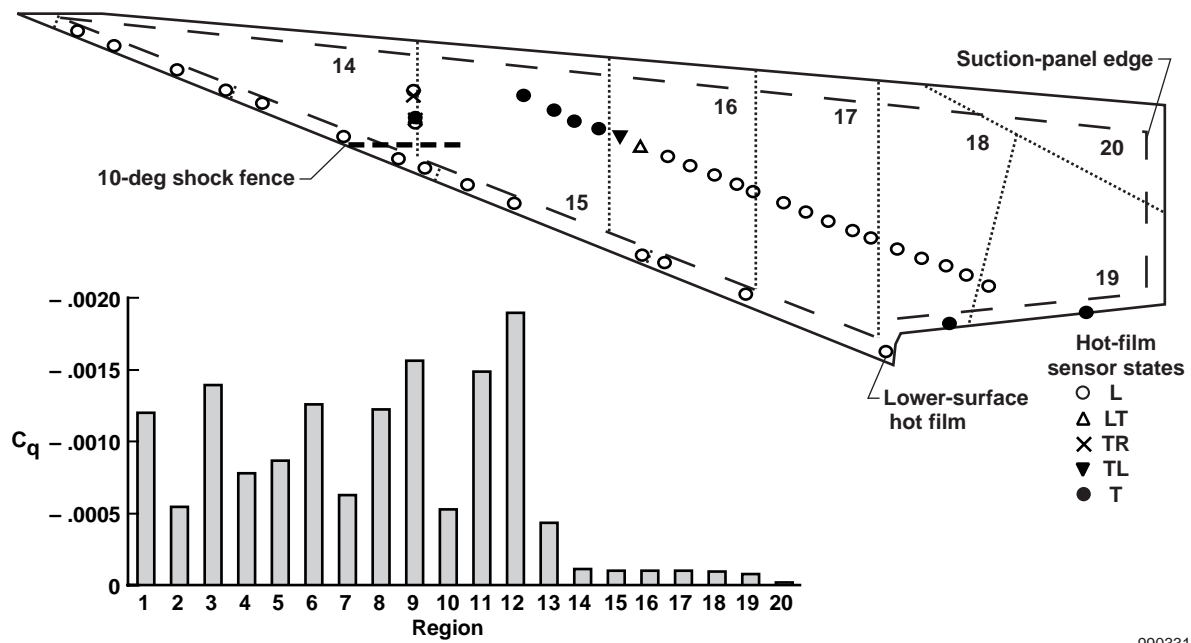 14
16
17
18
20
Suction-panel edge
10-deg shock fence
15
19
Hot-film
sensor states
L
LT
TR
TL
T
Lower-surface
hot film
– .0020
– .0015
– .0010
– .0005
0
Cq
1 2 3 4 5 6 7 8 9 10 11 12 13 14 15 16 17 18 19 20
Region